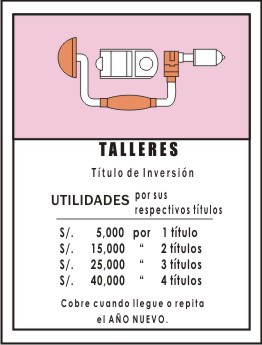 TALLERES
Título de Inversión
UTILIDADES por sus
respectivos títulos
S/. 5,000 por 1 título
S/. 15,000 “ 2 títulos
S/. 25,000 “ 3 títulos
S/. 40,000 “ 4 títulos
Cobre cuando llegue o repita
el AÑO NUEVO.